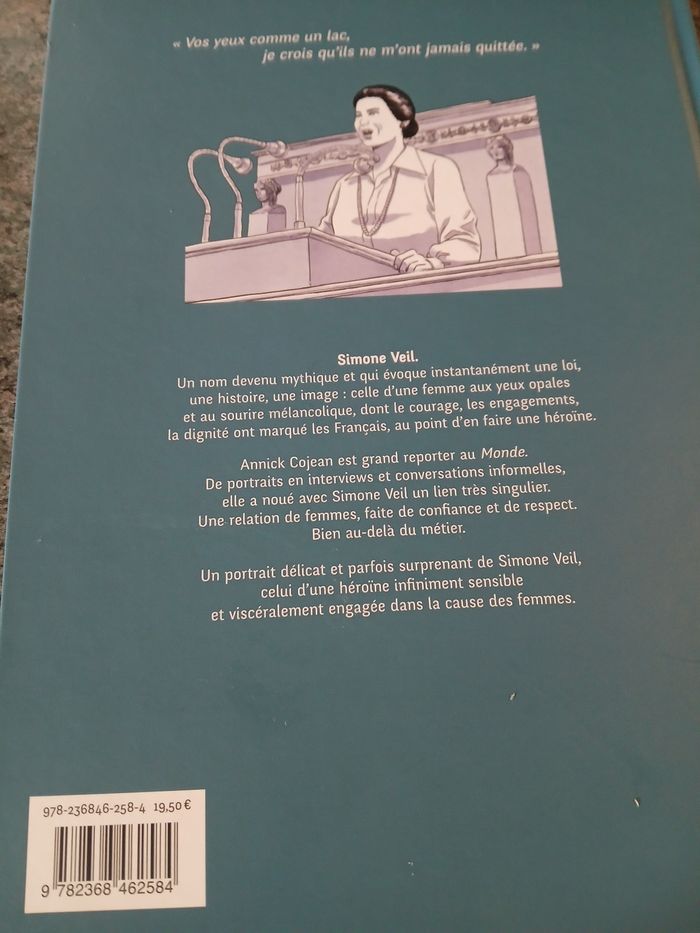 « Vos yeux comme un lac,
je crois qu'ils ne m'ont jamais quittée. »
Simone Veil.
Un nom devenu mythique et qui évoque instantanément une loi,
une histoire, une image : celle d'une femme aux yeux opales
et au sourire mélancolique, dont le courage, les engagements,
la dignité ont marqué les Français, au point d'en faire une héroïne.
Annick Cojean est grand reporter au Monde.
De portraits en interviews et conversations informelles,
elle a noué avec Simone Veil un lien très singulier.
Une relation de femmes, faite de confiance et de respect.
Bien au-delà du métier.
Un portrait délicat et parfois surprenant de Simone Veil,
celui d'une héroïne infiniment sensible
et viscéralement engagée dans la cause des femmes.
978-236846-258-4 19,50 €
9 782368 462584